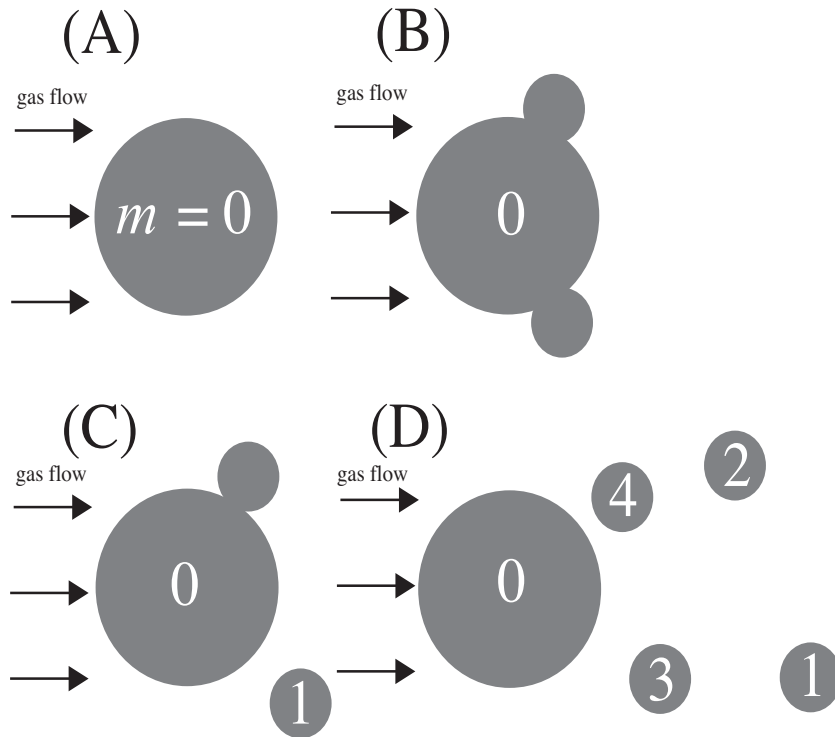 (A)
(B)
gas flow
gas flow
m = 0
0
(C)
(D)
gas flow
gas flow
0
1
0
4
2
3
1